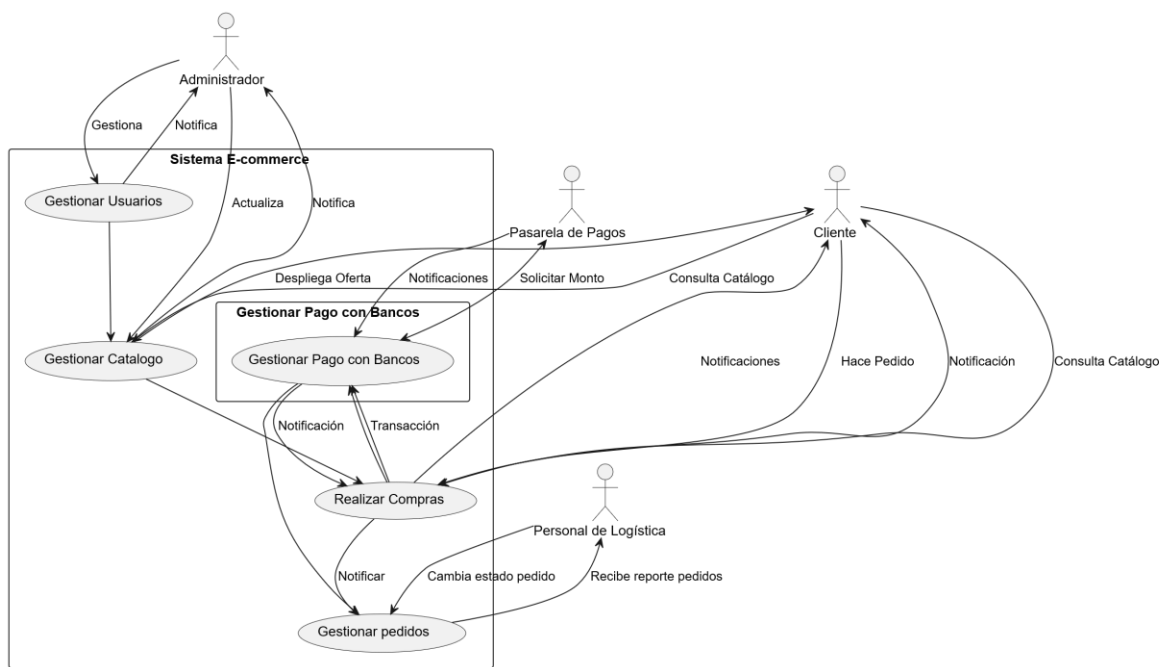 Administrador
Gestiona
Notifica
Sistema E-commerce
Gestionar Usuarios
Actualiza
Notifica
Pasarela de Pagos
Cliente
Despliega Oferta
Notificaciones
Solicitar Monto
Consulta Catálogo
Gestionar Pago con Bancos
Gestionar Catalogo
Gestionar Pago con Bancos
Notificaciones
Hace Pedido
Notificación
Consulta Catálogo
Notificación
Transacción
Realizar Compras
Personal de Logística
Notificar
Cambia estado pedido
Recibe reporte pedidos
Gestionar pedidos